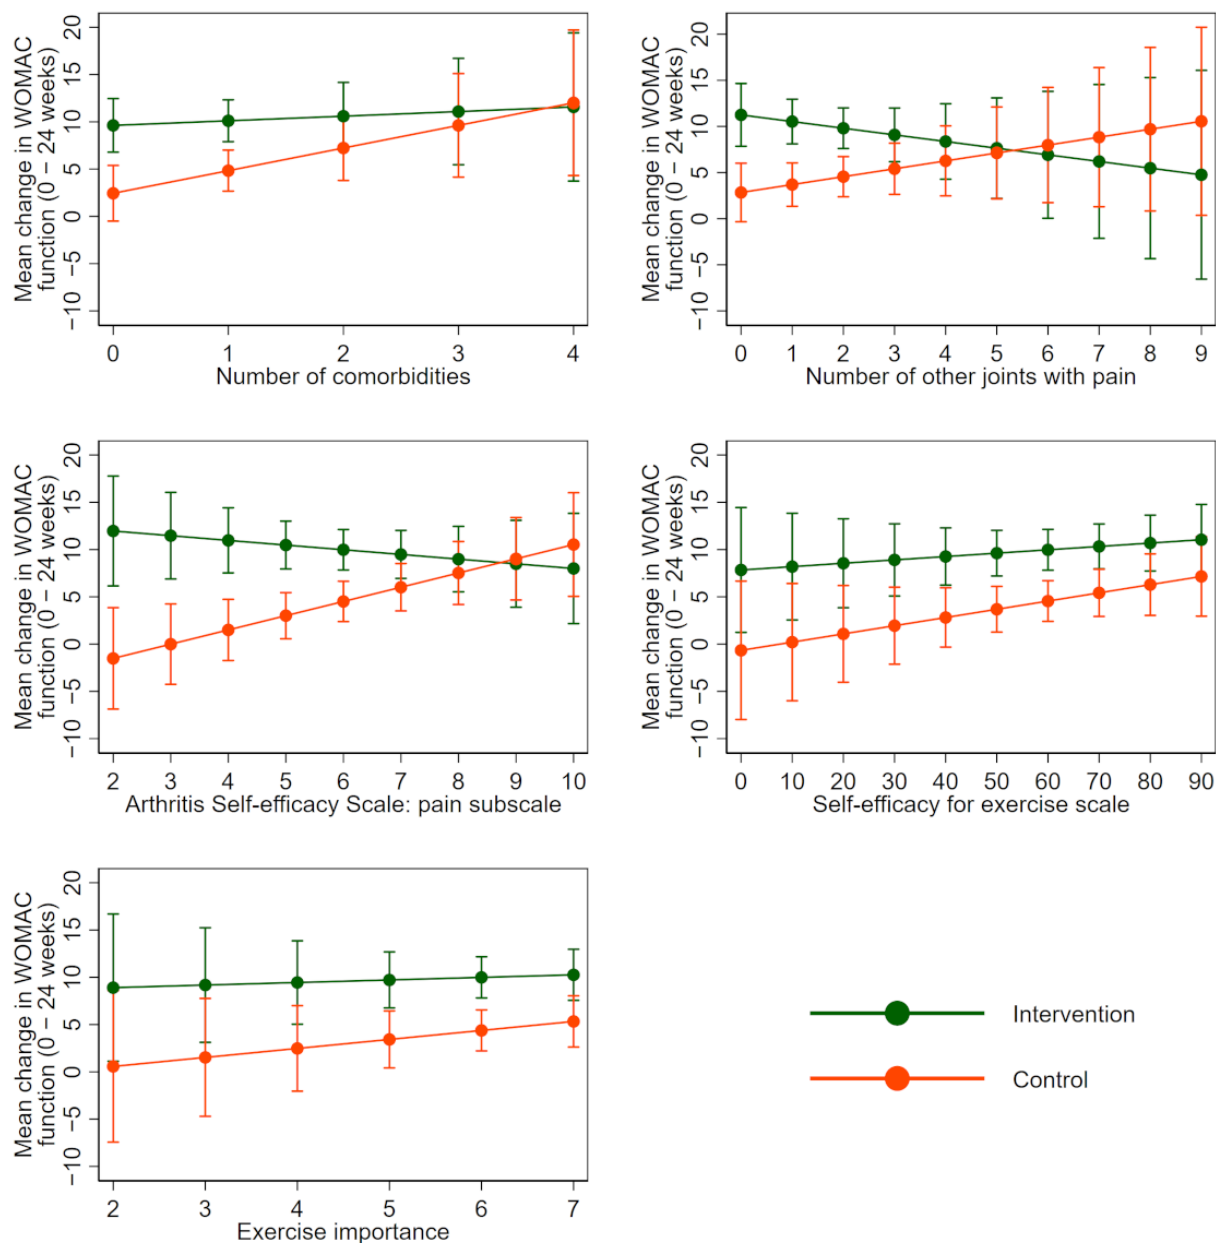 Mean change in WOMAC
function (0 – 24 weeks)
20
15
10
5
0
−5
−10
0 1 2 3 4
Number of comorbidities
Mean change in WOMAC
function (0 – 24 weeks)
20
15
10
5
0
−5
−10
0 1 2 3 4 5 6 7 8 9
Number of other joints with pain
Mean change in WOMAC
function (0 – 24 weeks)
20
15
10
5
0
−5
−10
2 3 4 5 6 7 8 9 10
Arthritis Self-efficacy Scale: pain subscale
Mean change in WOMAC
function (0 – 24 weeks)
20
15
10
5
0
−5
−10
0 10 20 30 40 50 60 70 80 90
Self-efficacy for exercise scale
Mean change in WOMAC
function (0 – 24 weeks)
20
15
10
5
0
−5
−10
2 3 4 5 6 7
Exercise importance
Intervention
Control